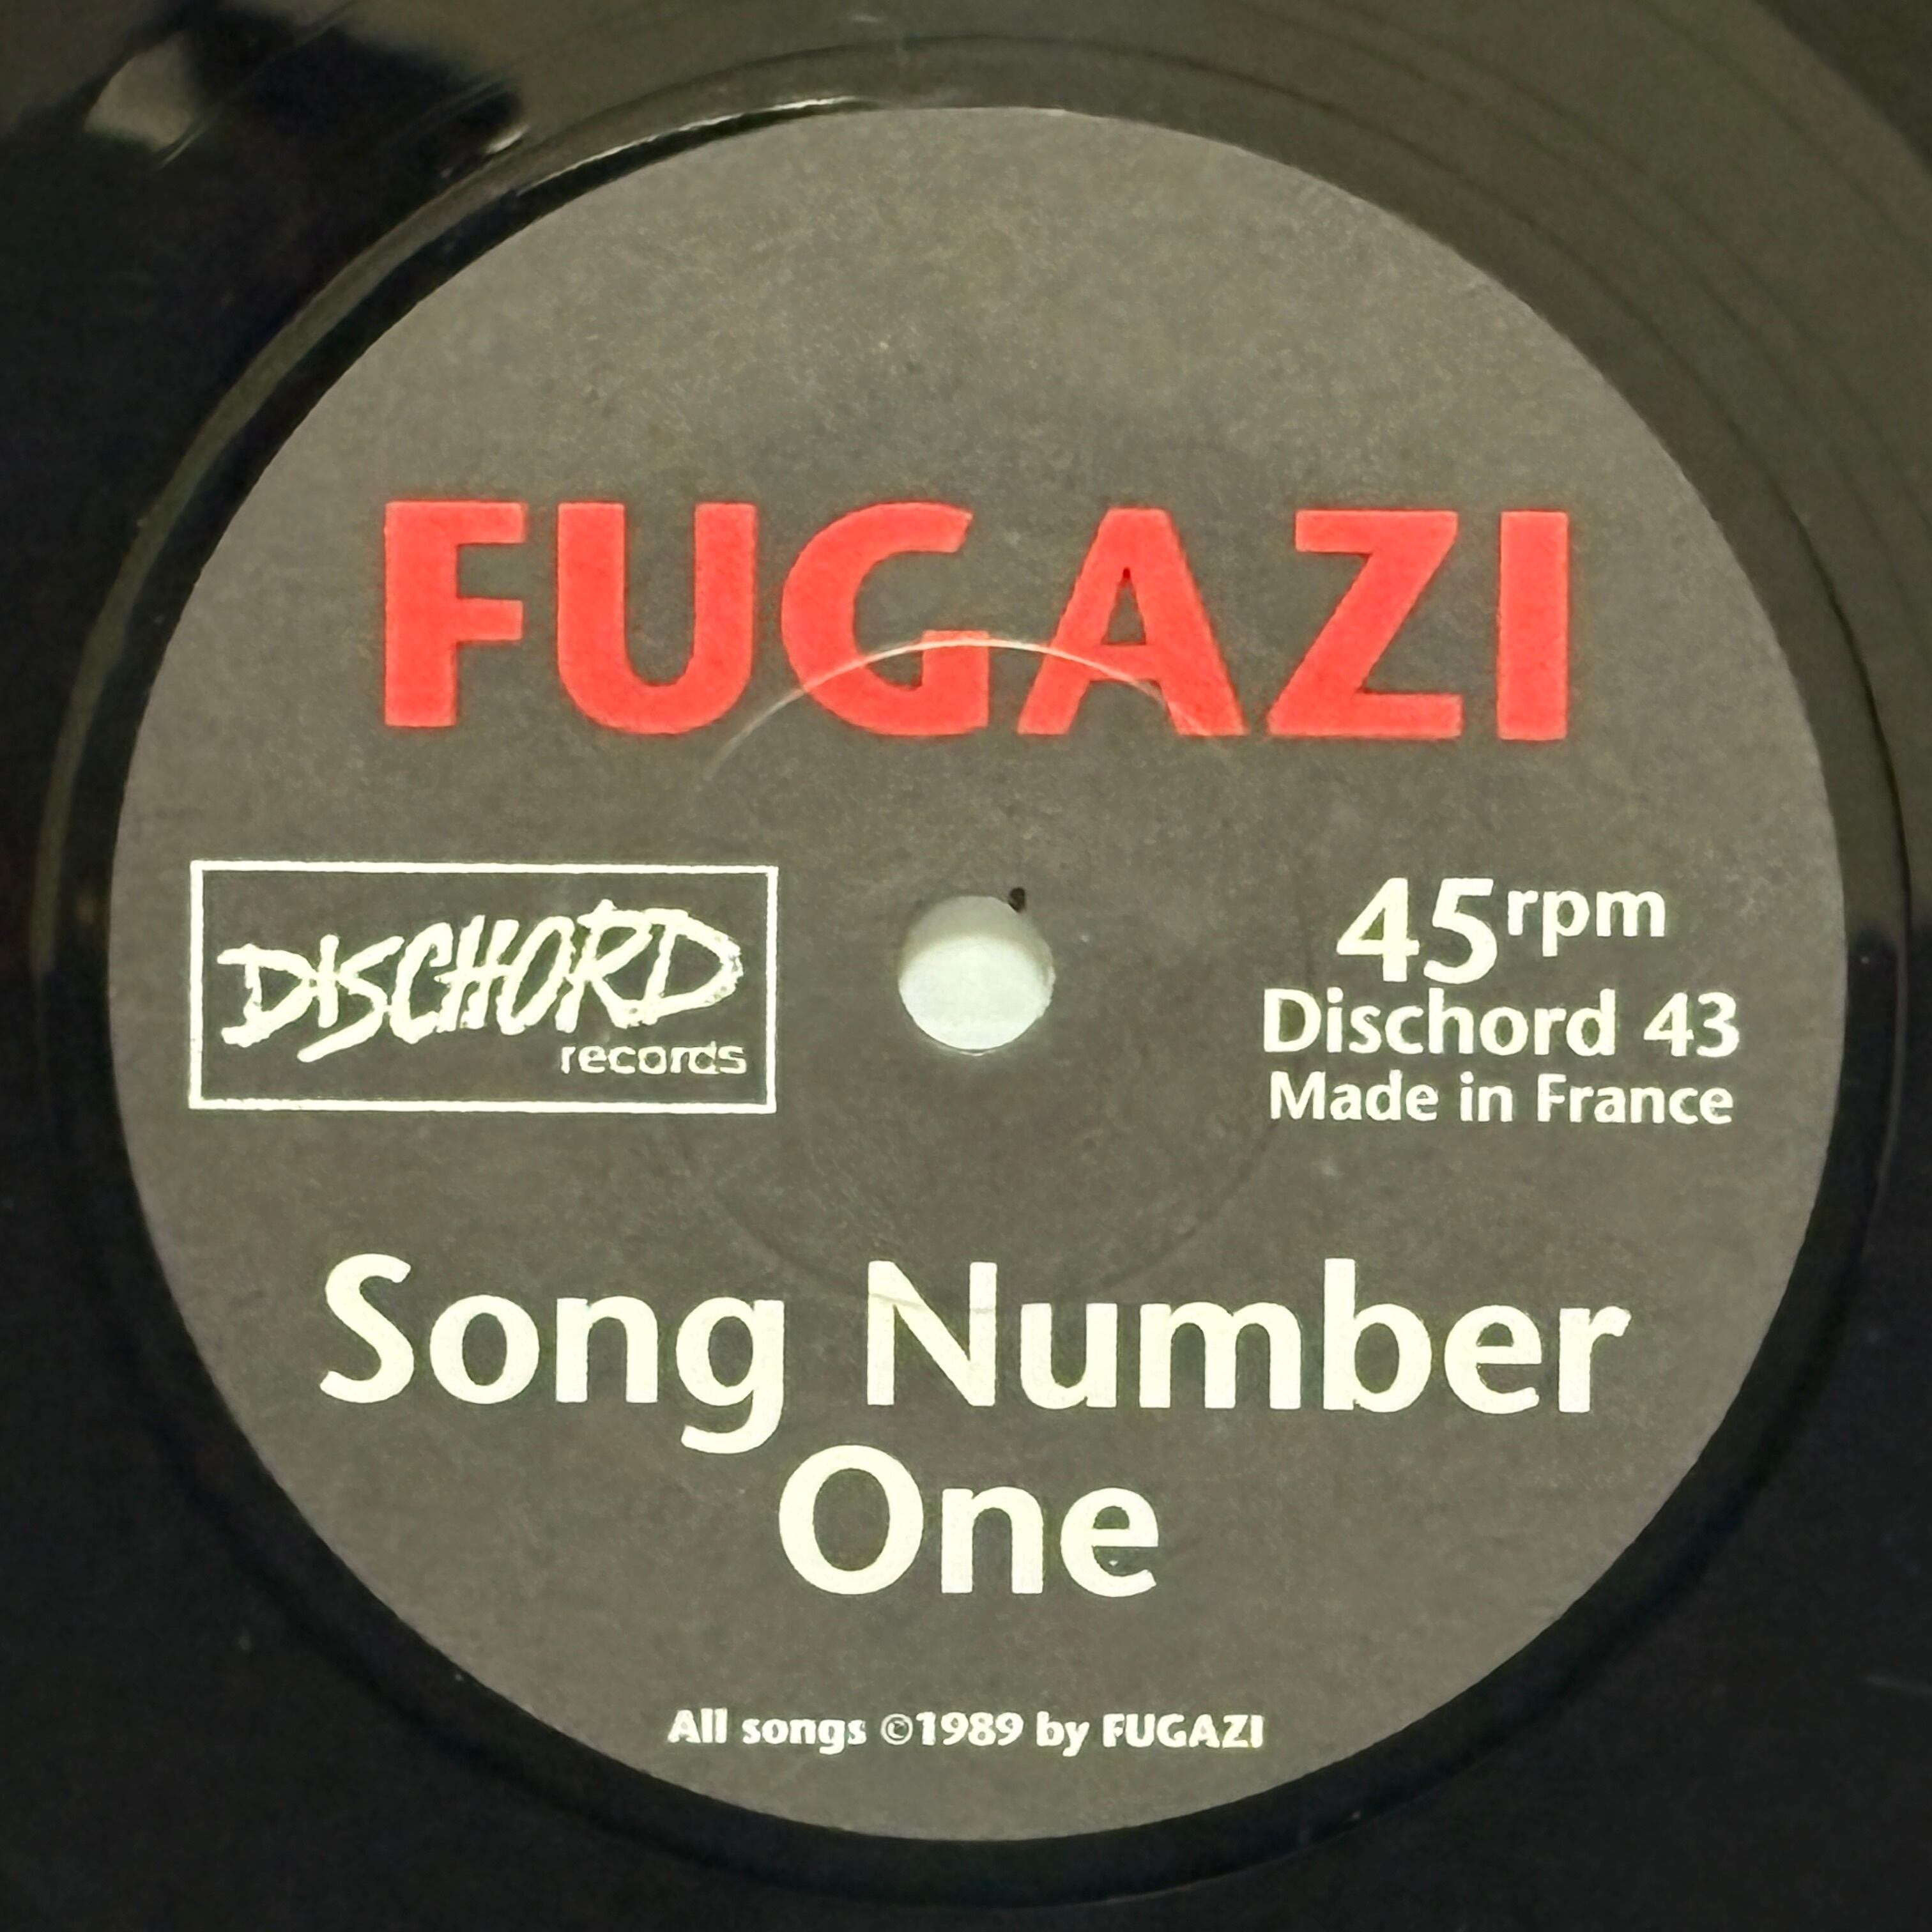 FUGAZI
DISCHORD
records
45rpm
Dischord 43
Made in France
Song Number
One
All songs ©1989 by FUGAZI